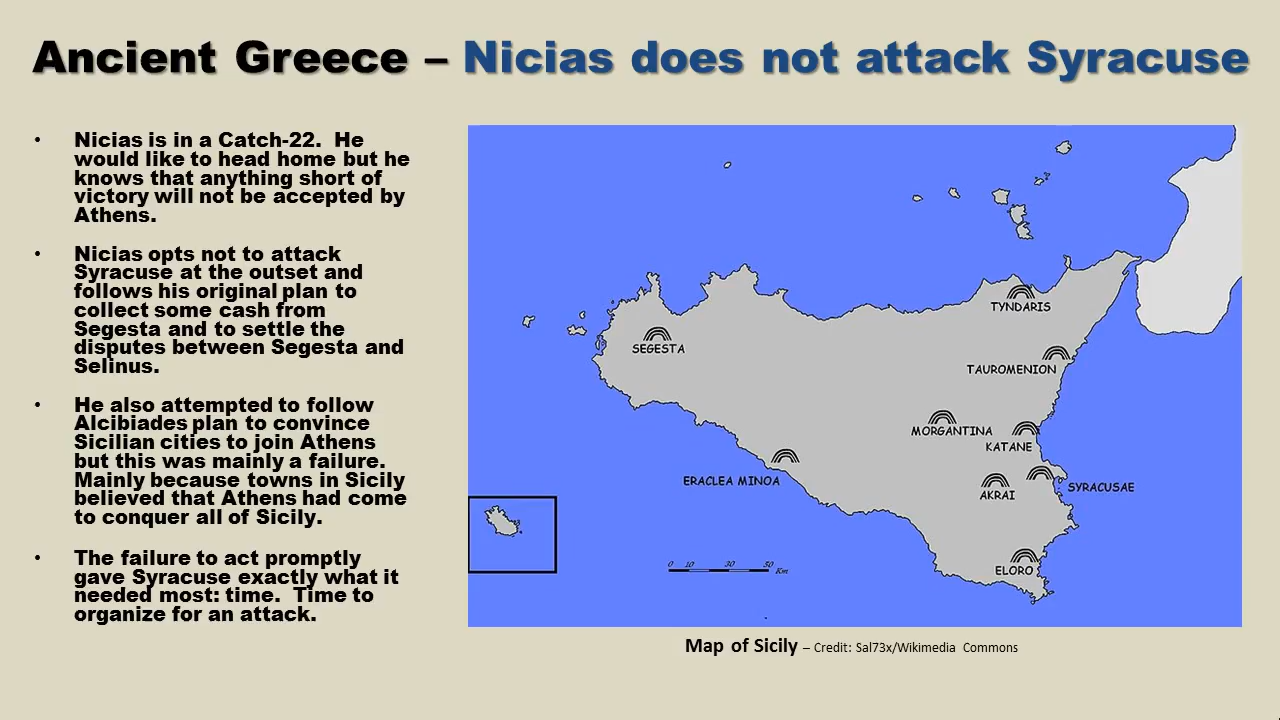 Ancient Greece – Nicias does not attack Syracuse
• Nicias is in a Catch-22.  He
would like to head home but he
knows that anything short of
victory will not be accepted by
Athens.
• Nicias opts not to attack
Syracuse at the outset and
follows his original plan to
collect some cash from
Segesta and to settle the
disputes between Segesta and
Selinus.
• He also attempted to follow
Alcibiades plan to convince
Sicilian cities to join Athens
but this was mainly a failure.
Mainly because towns in Sicily
believed that Athens had come
to conquer all of Sicily.
• The failure to act promptly
gave Syracuse exactly what it
needed most: time.  Time to
organize for an attack.
TYNDARIS
SEGESTA
TAUROMENION
MORGANTINA
KATANE
ERACLEA MINOA
AKRAI
SYRACUSAE
ELORO
0 10 30 50 Km
Map of Sicily – Credit: Sal73x/Wikimedia Commons